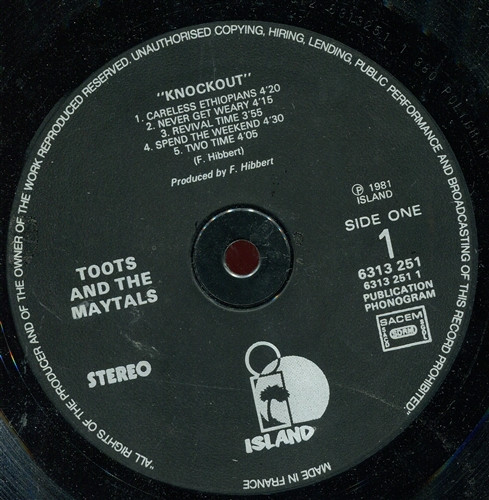 "ALL RIGHTS OF THE PRODUCER AND OF THE OWNER OF THE WORK REPRODUCED RESERVED. UNAUTHORISED COPYING, HIRING, LENDING, PUBLIC PERFORMANCE AND BROADCASTING OF THIS RECORD PROHIBITED."
"KNOCKOUT"
1. CARELESS ETHIOPIANS 4'20
2. NEVER GET WEARY 4'15
3. REVIVAL TIME 3'55
4. SPEND THE WEEKEND 4'30
5. TWO TIME 4'05
(F. Hibbert)
Produced by F. Hibbert
Ⓟ 1981
ISLAND
SIDE ONE
1
6313 251
6313 251 1
PUBLICATION
PHONOGRAM
SACEM
SACD
SDRM
SGDL
TOOTS
AND THE
MAYTALS
STEREO
ISLAND
MADE IN FRANCE